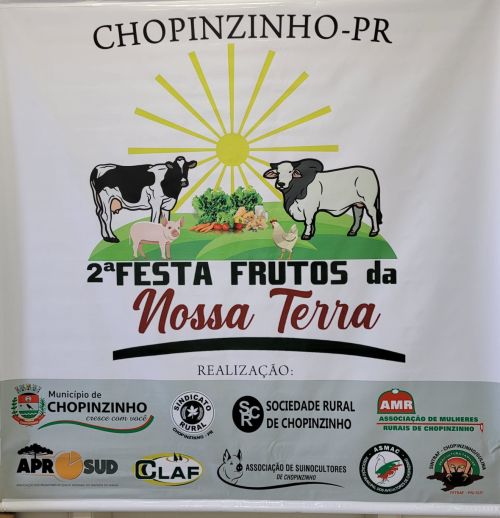 CHOPINZINHO-PR
2ª FESTA FRUTOS da
Nossa Terra
REALIZAÇÃO:
Município de
CHOPINZINHO
cresce com você
SINDICATO
RURAL
CHOPINZINHO - PR
SCR
SOCIEDADE RURAL
DE CHOPINZINHO
AMR
ASSOCIAÇÃO DE MULHERES
RURAIS DE CHOPINZINHO
APROSUD
CLAF
ASSOCIAÇÃO DE SUINOCULTORES
DE CHOPINZINHO
ASMAC